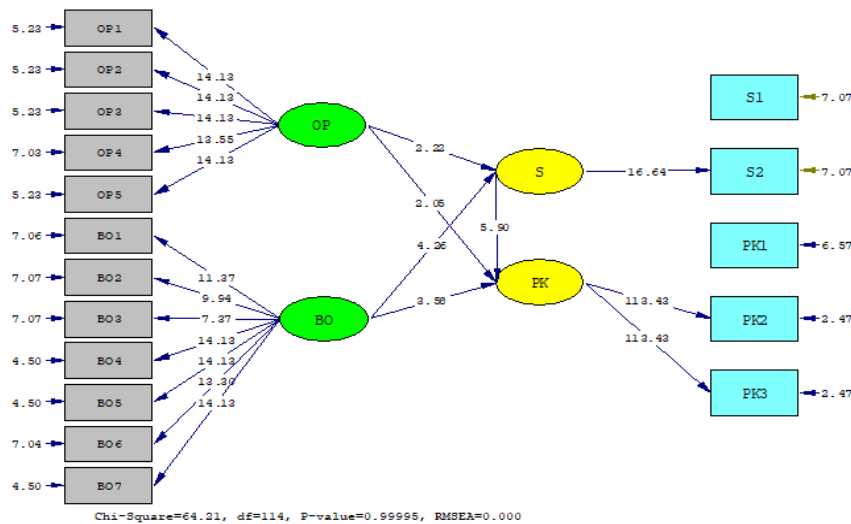 5.23 OP1
5.23 OP2
5.23 OP3
7.03 OP4
5.23 OP5
7.06 BO1
7.07 BO2
7.07 BO3
4.50 BO4
4.50 BO5
7.04 BO6
4.50 BO7
14.13
14.13
14.13
13.55
14.13
11.37
9.94
7.37
14.13
14.13
13.30
14.13
OP
BO
2.22
2.05
4.26
3.58
S
5.90
PK
16.64
113.43
113.43
S1 7.07
S2 7.07
PK1 6.57
PK2 2.47
PK3 2.47
Chi-Square=64.21, df=114, P-value=0.99995, RMSEA=0.000